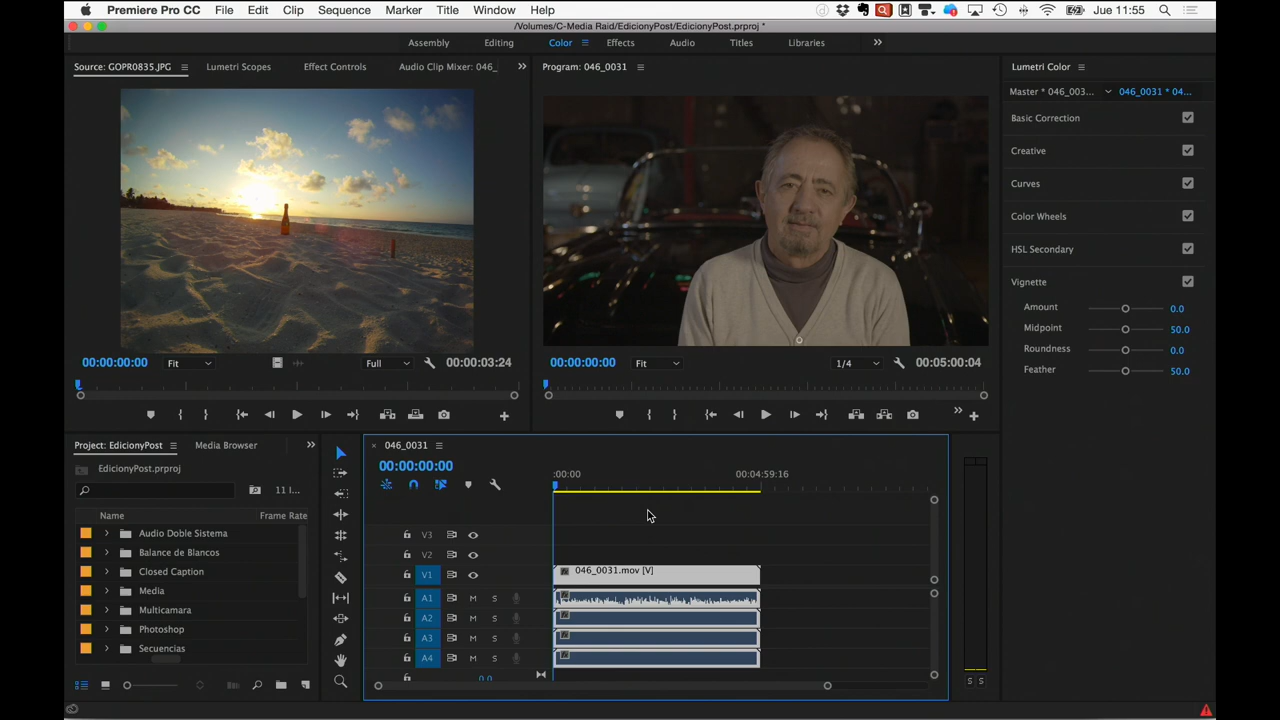 Premiere Pro CC File Edit Clip Sequence Marker Title Window Help Jue 11:55
/Volumes/C-Media Raid/EdicionyPost/EdicionyPost.prproj *
Assembly Editing Color Effects Audio Titles Libraries
Source: GOPR0835.JPG Lumetri Scopes Effect Controls Audio Clip Mixer: 046_ Program: 046_0031 Lumetri Color
Master * 046_003... 046_0031 * 04...
Basic Correction
Creative
Curves
Color Wheels
HSL Secondary
Vignette
Amount 0.0
Midpoint 50.0
Roundness 0.0
Feather 50.0
00:00:00:00 Fit Full 00:00:03:24 00:00:00:00 Fit 1/4 00:05:00:04
Project: EdicionyPost Media Browser
EdicionyPost.prproj
11 I...
Name Frame Rate
Audio Doble Sistema
Balance de Blancos
Closed Caption
Media
Multicamara
Photoshop
Secuencias
046_0031
00:00:00:00
:00:00 00:04:59:16
V3
V2
V1 046_0031.mov [V]
A1 M S
A2 M S
A3 M S
A4 M S
0.0
S S